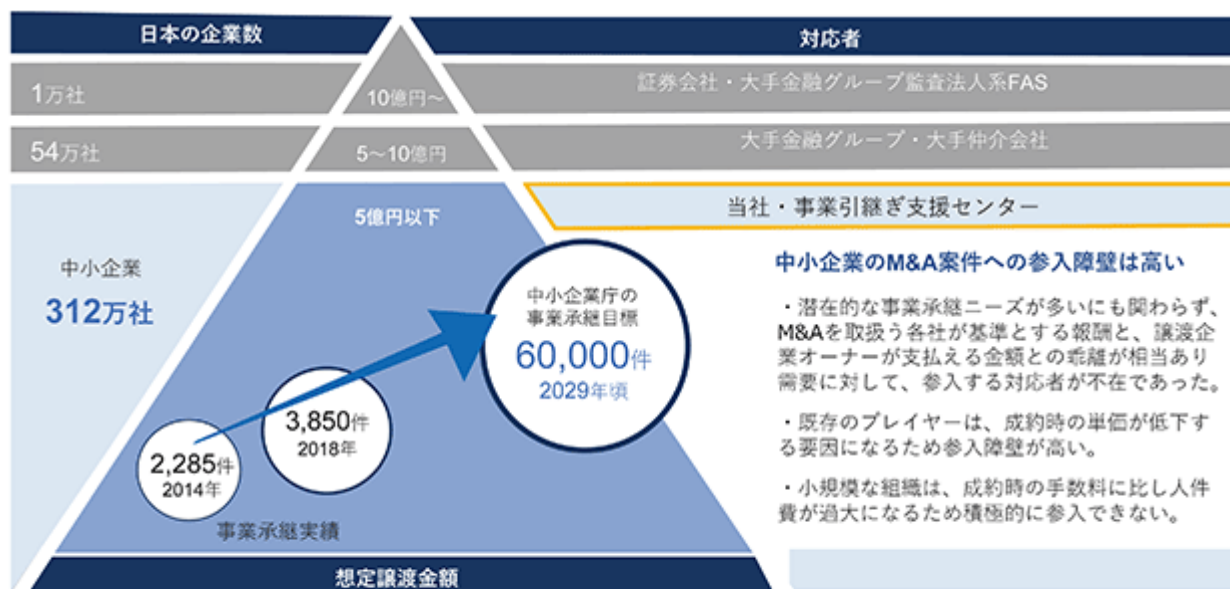 日本の企業数
対応者
1万社
10億円~
証券会社・大手金融グループ監査法人系FAS
54万社
5~10億円
大手金融グループ・大手仲介会社
5億円以下
当社・事業引継ぎ支援センター
中小企業
312万社
中小企業庁の
事業承継目標
60,000件
2029年頃
3,850件
2018年
2,285件
2014年
事業承継実績
想定譲渡金額
中小企業のM&A案件への参入障壁は高い
・潜在的な事業承継ニーズが多いにも関わらず、
M&Aを取扱う各社が基準とする報酬と、譲渡企
業オーナーが支払える金額との乖離が相当あり
需要に対して、参入する対応者が不在であった。
・既存のプレイヤーは、成約時の単価が低下す
る要因になるため参入障壁が高い。
・小規模な組織は、成約時の手数料に比し人件
費が過大になるため積極的に参入できない。